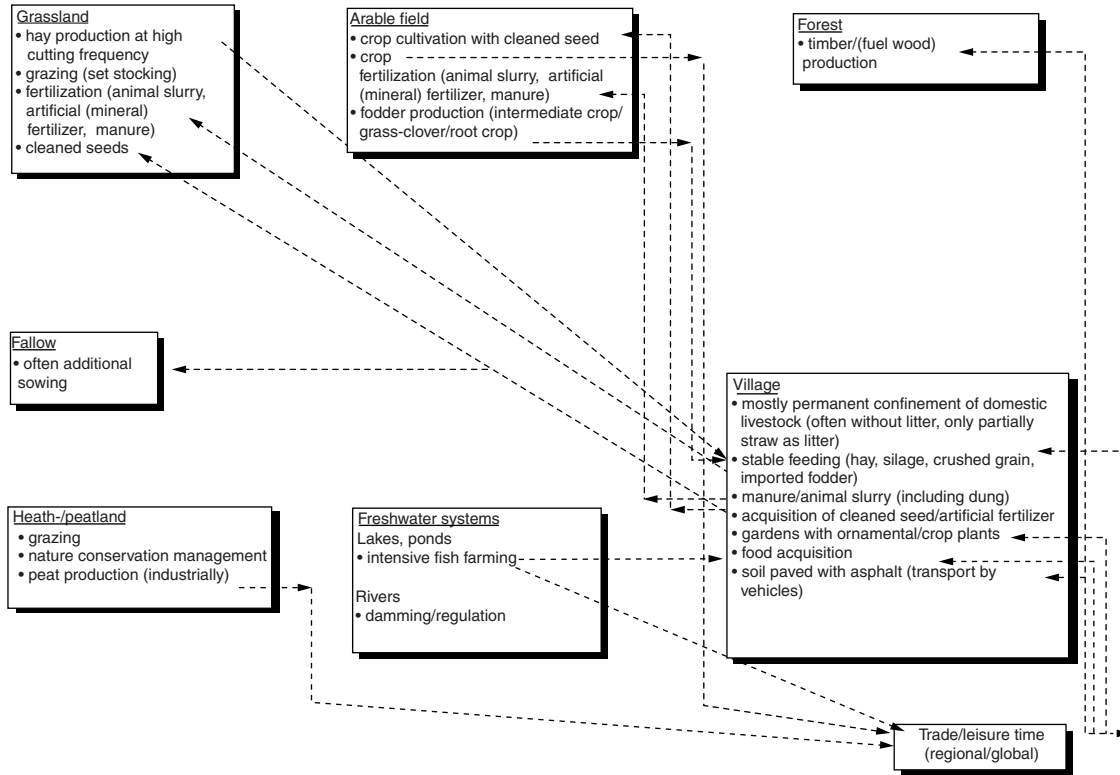 Grassland
• hay production at high
cutting frequency
• grazing (set stocking)
• fertilization (animal slurry,
artificial (mineral)
fertilizer, manure)
• cleaned seeds
Arable field
• crop cultivation with cleaned seed
• crop
fertilization (animal slurry, artificial
(mineral) fertilizer, manure)
• fodder production (intermediate crop/
grass-clover/root crop)
Forest
• timber/(fuel wood)
production
Fallow
• often additional
sowing
Village
• mostly permanent confinement of domestic
livestock (often without litter, only partially
straw as litter)
• stable feeding (hay, silage, crushed grain,
imported fodder)
• manure/animal slurry (including dung)
• acquisition of cleaned seed/artificial fertilizer
• gardens with ornamental/crop plants
• food acquisition
• soil paved with asphalt (transport by
vehicles)
Heath-/peatland
• grazing
• nature conservation management
• peat production (industrially)
Freshwater systems
Lakes, ponds
• intensive fish farming
Rivers
• damming/regulation
Trade/leisure time
(regional/global)